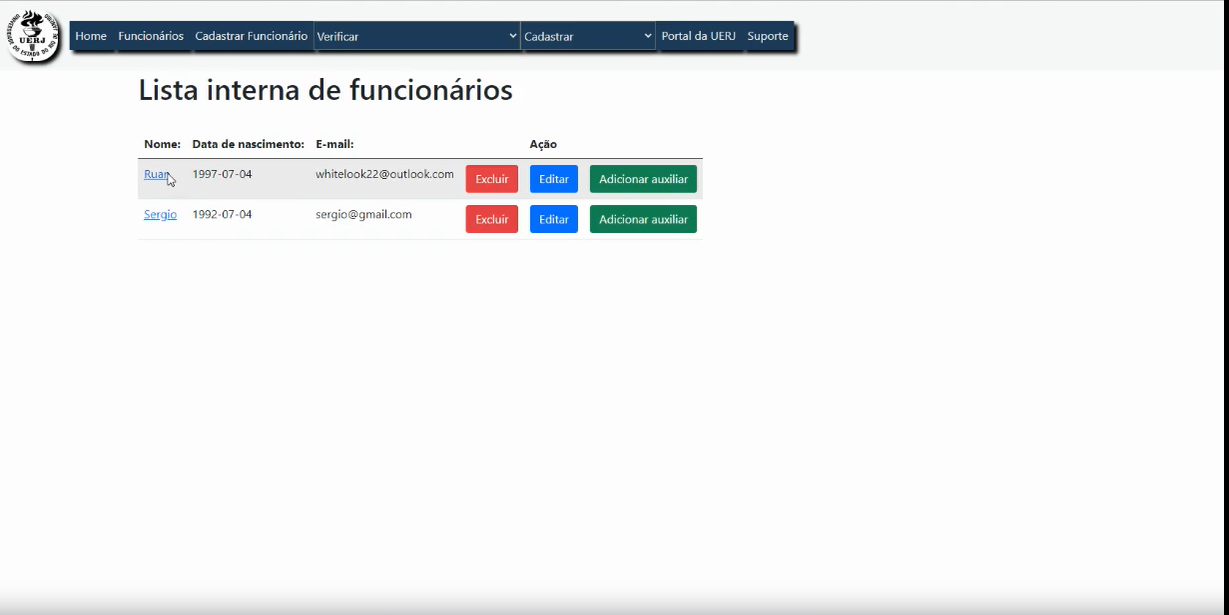 UERJ
Home Funcionários Cadastrar Funcionário Verificar Cadastrar Portal da UERJ Suporte
Lista interna de funcionários
Nome: Data de nascimento: E-mail: Ação
Ruan 1997-07-04 whitelook22@outlook.com Excluir Editar Adicionar auxiliar
Sergio 1992-07-04 sergio@gmail.com Excluir Editar Adicionar auxiliar